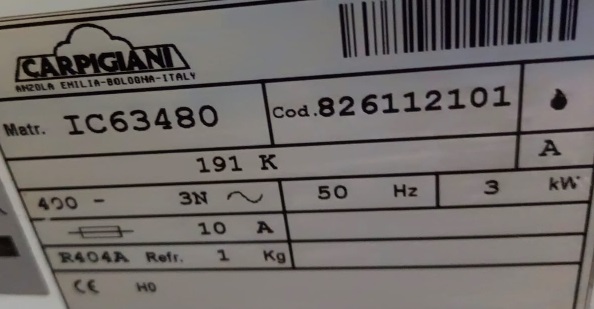 CARPIGIANI
ANZOLA EMILIA-BOLOGNA-ITALY
Matr. IC63480 Cod.826112101
191 K A
400 - 3N ~ 50 Hz 3 kW
10 A
R404A Refr. 1 Kg
CE H0